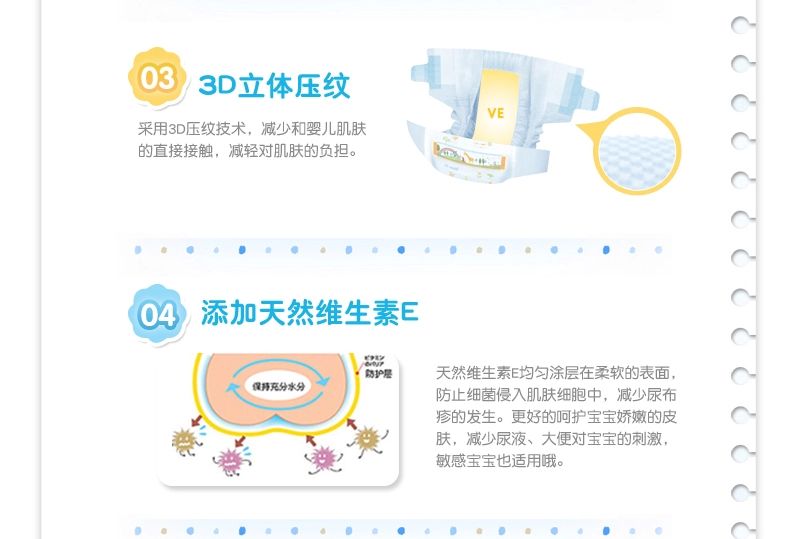 03
3D立体压纹
采用3D压纹技术，减少和婴儿肌肤
的直接接触，减轻对肌肤的负担。
VE
04
添加天然维生素E
ビタミン
のバリア
防护层
保持充分水分
天然维生素E均匀涂层在柔软的表面，
防止细菌侵入肌肤细胞中，减少尿布
疹的发生。更好的呵护宝宝娇嫩的皮
肤，减少尿液、大便对宝宝的刺激，
敏感宝宝也适用哦。